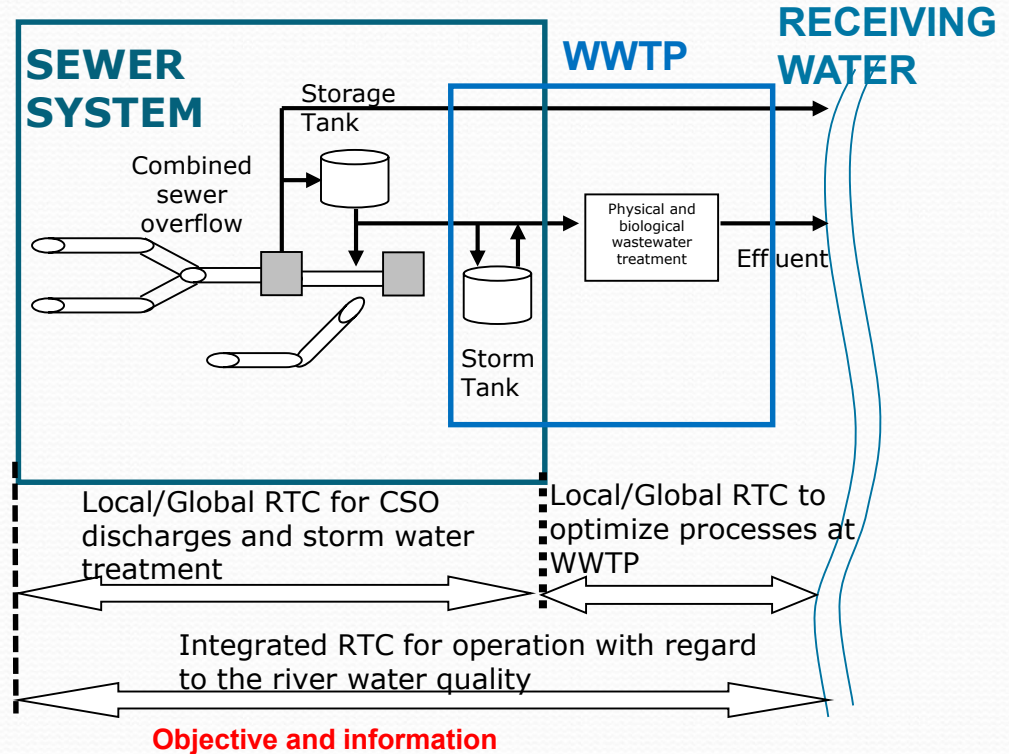 RECEIVING
WATER
WWTP
SEWER
SYSTEM
Storage
Tank
Combined
sewer
overflow
Physical and
biological
wastewater
treatment
Effluent
Storm
Tank
Local/Global RTC for CSO
discharges and storm water
treatment
Local/Global RTC to
optimize processes at
WWTP
Integrated RTC for operation with regard
to the river water quality
Objective and information